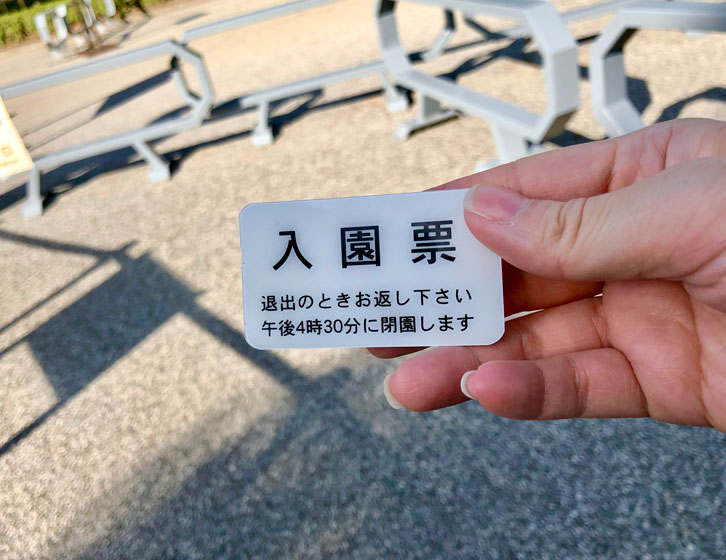 入園票
退出のときお返し下さい
午後4時30分に閉園します